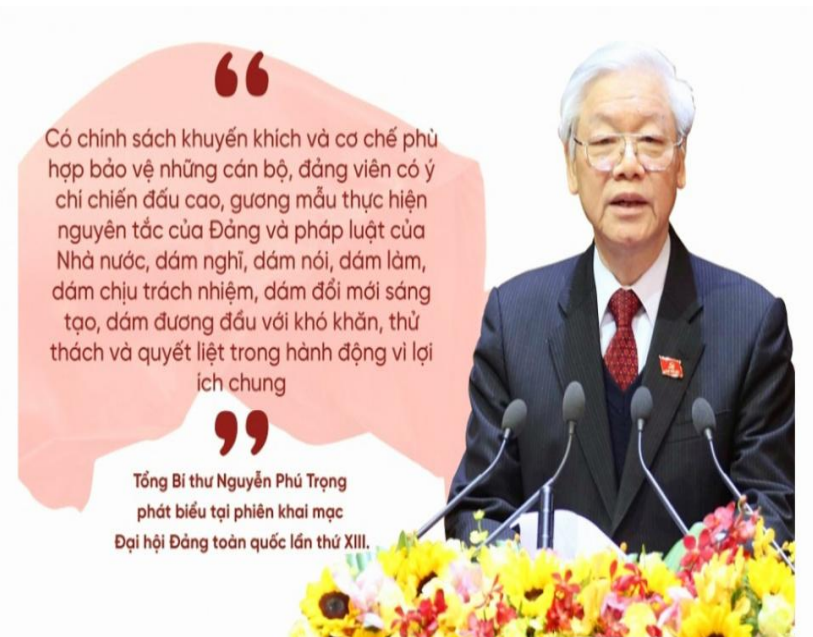 Có chính sách khuyến khích và cơ chế phù
hợp bảo vệ những cán bộ, đảng viên có ý
chí chiến đấu cao, gương mẫu thực hiện
nguyên tắc của Đảng và pháp luật của
Nhà nước, dám nghĩ, dám nói, dám làm,
dám chịu trách nhiệm, dám đổi mới sáng
tạo, dám đương đầu với khó khăn, thử
thách và quyết liệt trong hành động vì lợi
ích chung
Tổng Bí thư Nguyễn Phú Trọng
phát biểu tại phiên khai mạc
Đại hội Đảng toàn quốc lần thứ XIII.